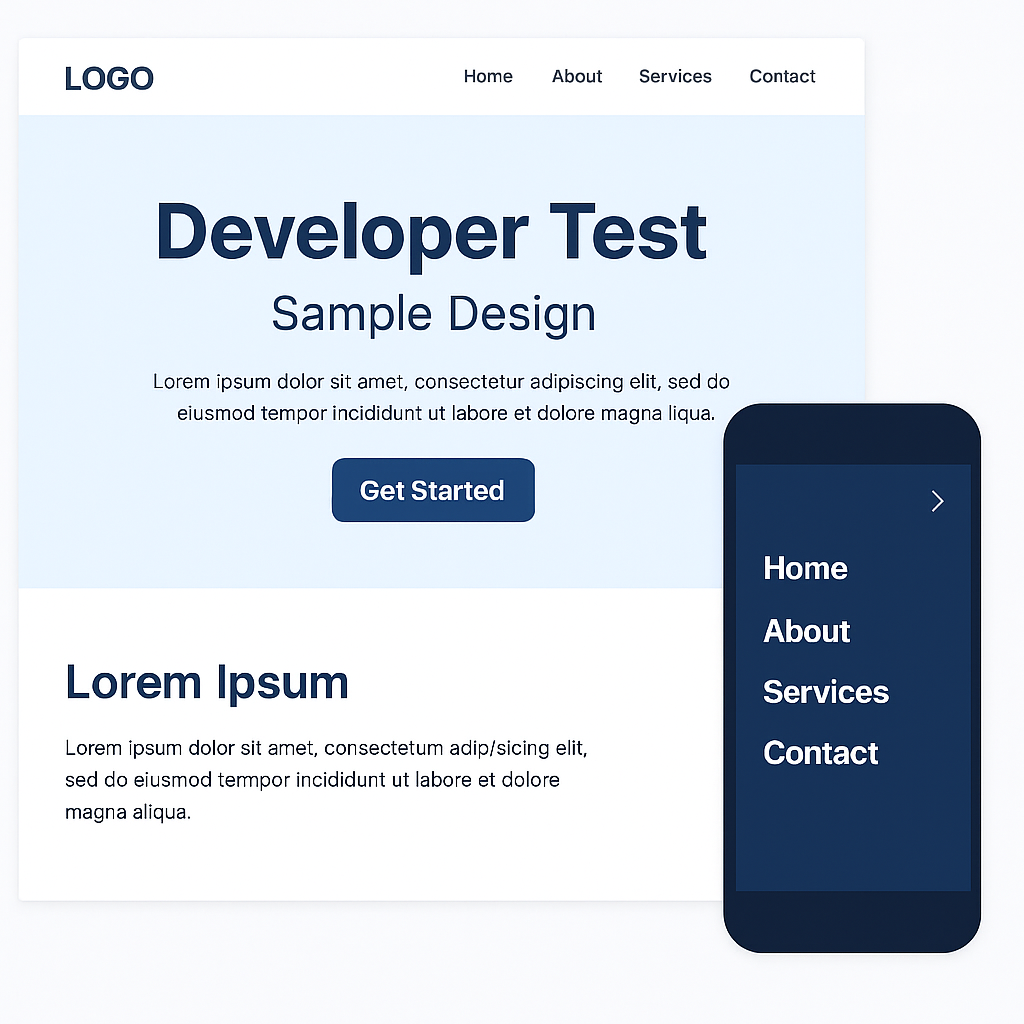 LOGO
Home About Services Contact
Developer Test
Sample Design
Lorem ipsum dolor sit amet, consectetur adipiscing elit, sed do
eiusmod tempor incididunt ut labore et dolore magna liqua.
Get Started
Lorem Ipsum
Lorem ipsum dolor sit amet, consectetum adip/sicing elit,
sed do eiusmod tempor incididunt ut labore et dolore
magna aliqua.
Home
About
Services
Contact